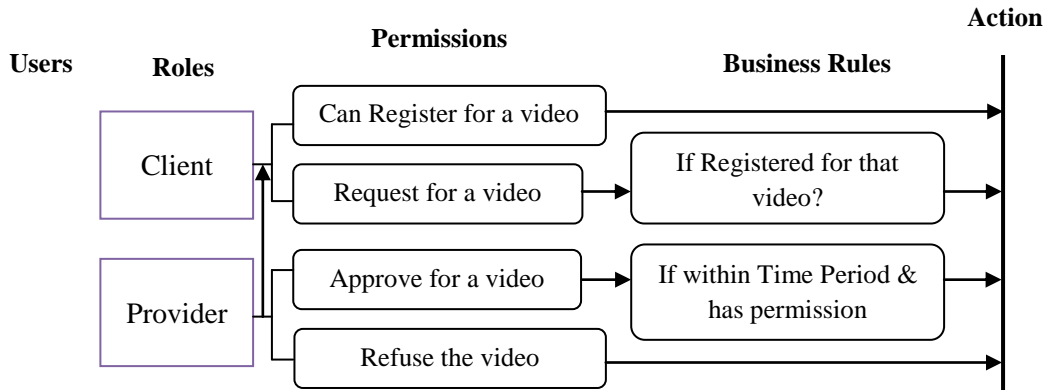 Action
Permissions
Users
Roles
Business Rules
Can Register for a video
Client
If Registered for that
video?
Request for a video
Approve for a video
If within Time Period &
has permission
Provider
Refuse the video